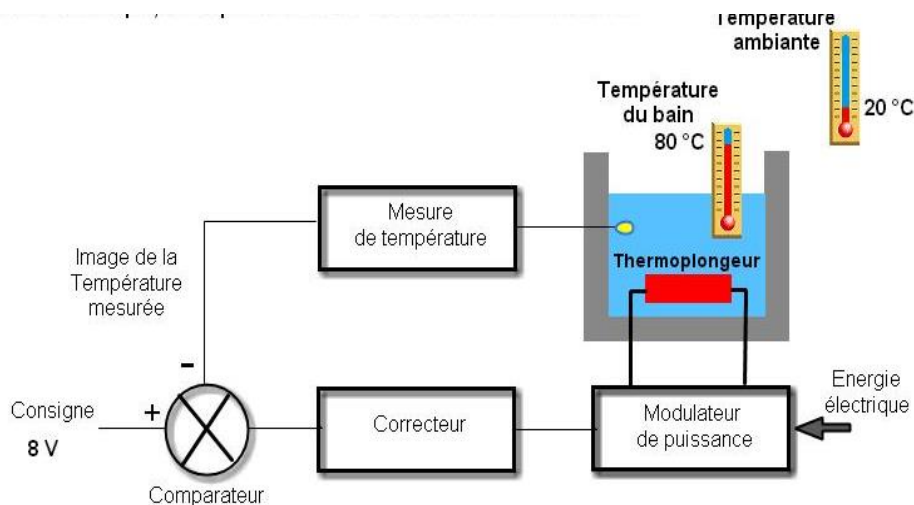 Température
ambiante
20 °C
Température
du bain
80 °C
Mesure
de température
Thermoplongeur
Image de la
Température
mesurée
-
+
Consigne
8 V
Comparateur
Correcteur
Modulateur
de puissance
Energie
électrique